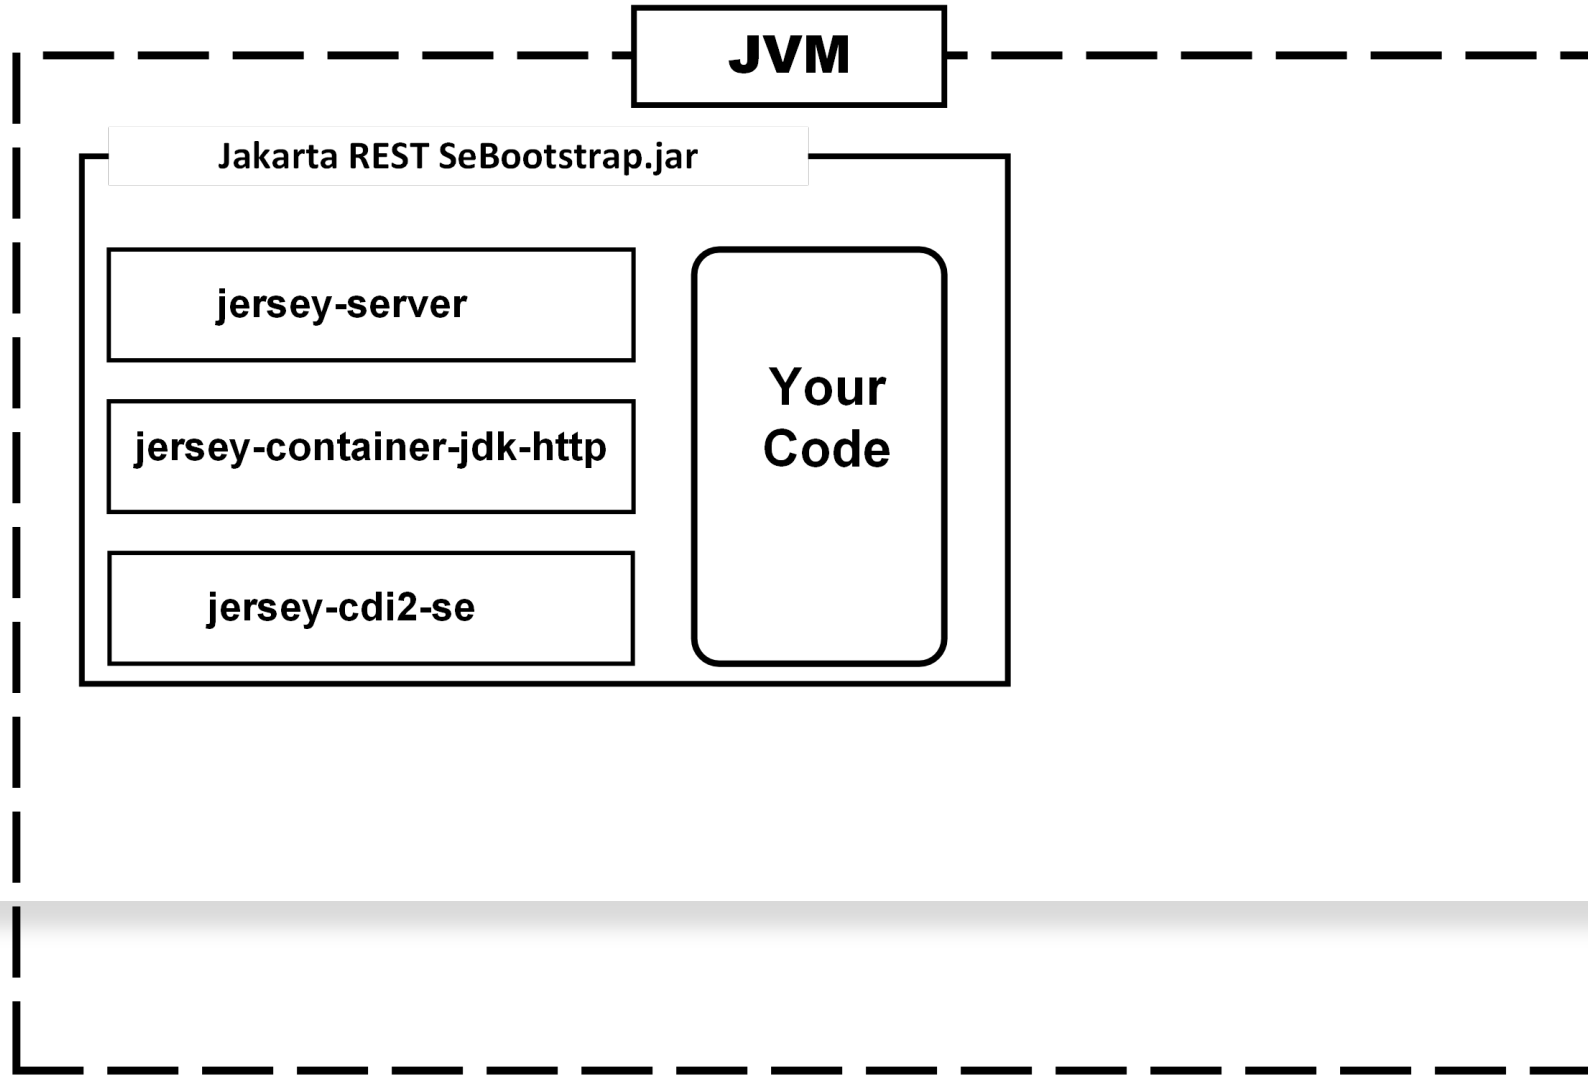 JVM
Jakarta REST SeBootstrap.jar
jersey-server
jersey-container-jdk-http
jersey-cdi2-se
Your
Code